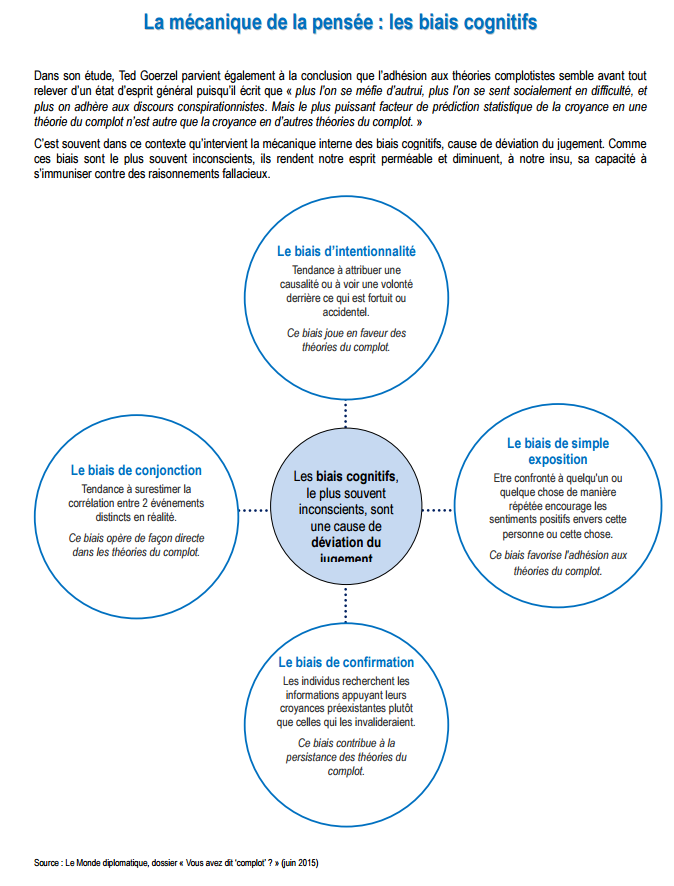 La mécanique de la pensée : les biais cognitifs
Dans son étude, Ted Goerzel parvient également à la conclusion que l'adhésion aux théories complotistes semble avant tout
relever d'un état d'esprit général puisqu'il écrit que « plus l'on se méfie d'autrui, plus l'on se sent socialement en difficulté, et
plus on adhère aux discours conspirationnistes. Mais le plus puissant facteur de prédiction statistique de la croyance en une
théorie du complot n'est autre que la croyance en d'autres théories du complot. »
C'est souvent dans ce contexte qu'intervient la mécanique interne des biais cognitifs, cause de déviation du jugement. Comme
ces biais sont le plus souvent inconscients, ils rendent notre esprit perméable et diminuent, à notre insu, sa capacité à
s'immuniser contre des raisonnements fallacieux.
Le biais d'intentionnalité
Tendance à attribuer une
causalité ou à voir une volonté
derrière ce qui est fortuit ou
accidentel.
Ce biais joue en faveur des
théories du complot.
Le biais de conjonction
Tendance à surestimer la
corrélation entre 2 événements
distincts en réalité.
Ce biais opère de façon directe
dans les théories du complot.
Les biais cognitifs,
le plus souvent
inconscients, sont
une cause de
déviation du
jugement
Le biais de simple
exposition
Etre confronté à quelqu'un ou
quelque chose de manière
répétée encourage les
sentiments positifs envers cette
personne ou cette chose.
Ce biais favorise l'adhésion aux
théories du complot.
Le biais de confirmation
Les individus recherchent les
informations appuyant leurs
croyances préexistantes plutôt
que celles qui les invalideraient.
Ce biais contribue à la
persistance des théories du
complot.
Source : Le Monde diplomatique, dossier « Vous avez dit 'complot' ? » (juin 2015)